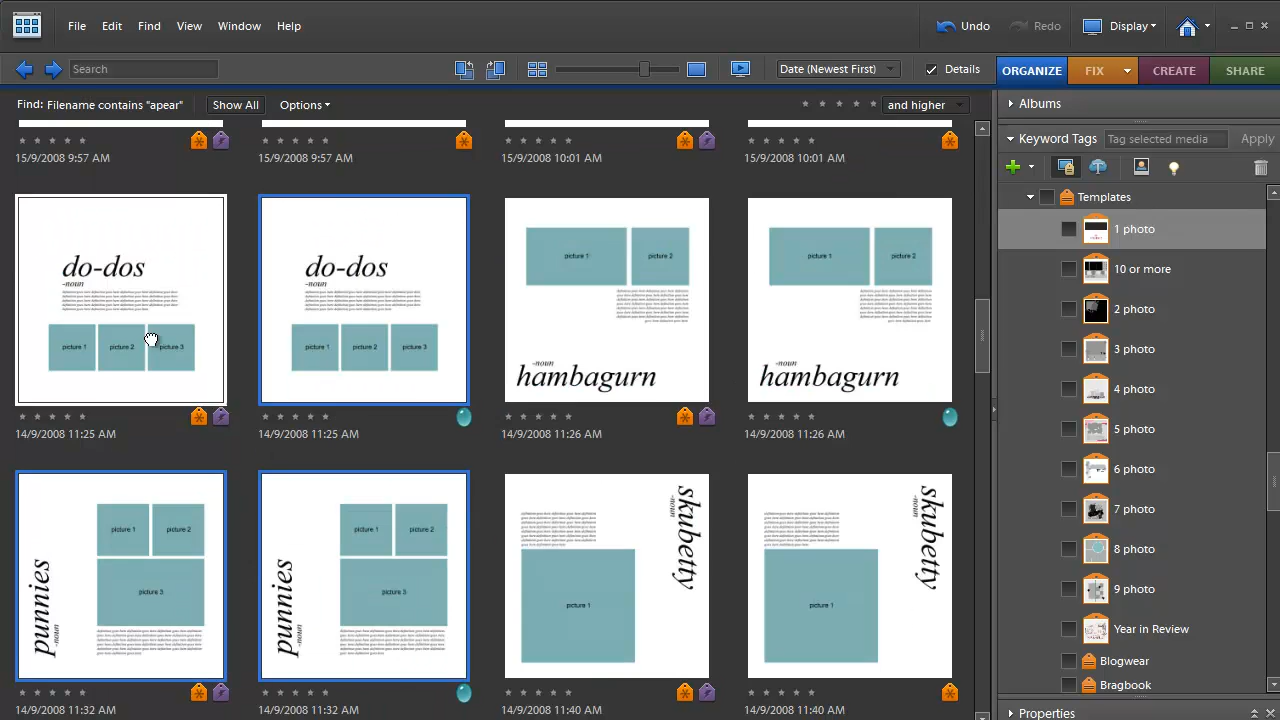 File Edit Find View Window Help
Undo Redo Display
Search
Date (Newest First) Details ORGANIZE FIX CREATE SHARE
Find: Filename contains "apear" Show All Options and higher
Albums
Keyword Tags Tag selected media Apply
15/9/2008 9:57 AM 15/9/2008 9:57 AM 15/9/2008 10:01 AM 15/9/2008 10:01 AM
Templates
1 photo
10 or more
2 photo
3 photo
4 photo
5 photo
6 photo
7 photo
8 photo
9 photo
Year in Review
Blogwear
Bragbook
Properties
do-dos
-noun
picture 1 picture 2 picture 3
do-dos
-noun
picture 1 picture 2 picture 3
picture 1 picture 2
-noun
hambagurn
picture 1 picture 2
-noun
hambagurn
14/9/2008 11:25 AM 14/9/2008 11:25 AM 14/9/2008 11:26 AM 14/9/2008 11:26 AM
punnies
-noun
picture 1 picture 2
picture 3
punnies
-noun
picture 1 picture 2
picture 3
skubetty
-noun
picture 1
skubetty
-noun
picture 1
14/9/2008 11:32 AM 14/9/2008 11:32 AM 14/9/2008 11:40 AM 14/9/2008 11:40 AM